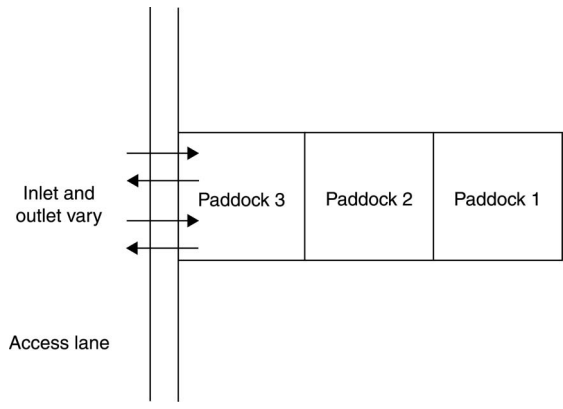 Inlet and
outlet vary
Paddock 3
Paddock 2
Paddock 1
Access lane